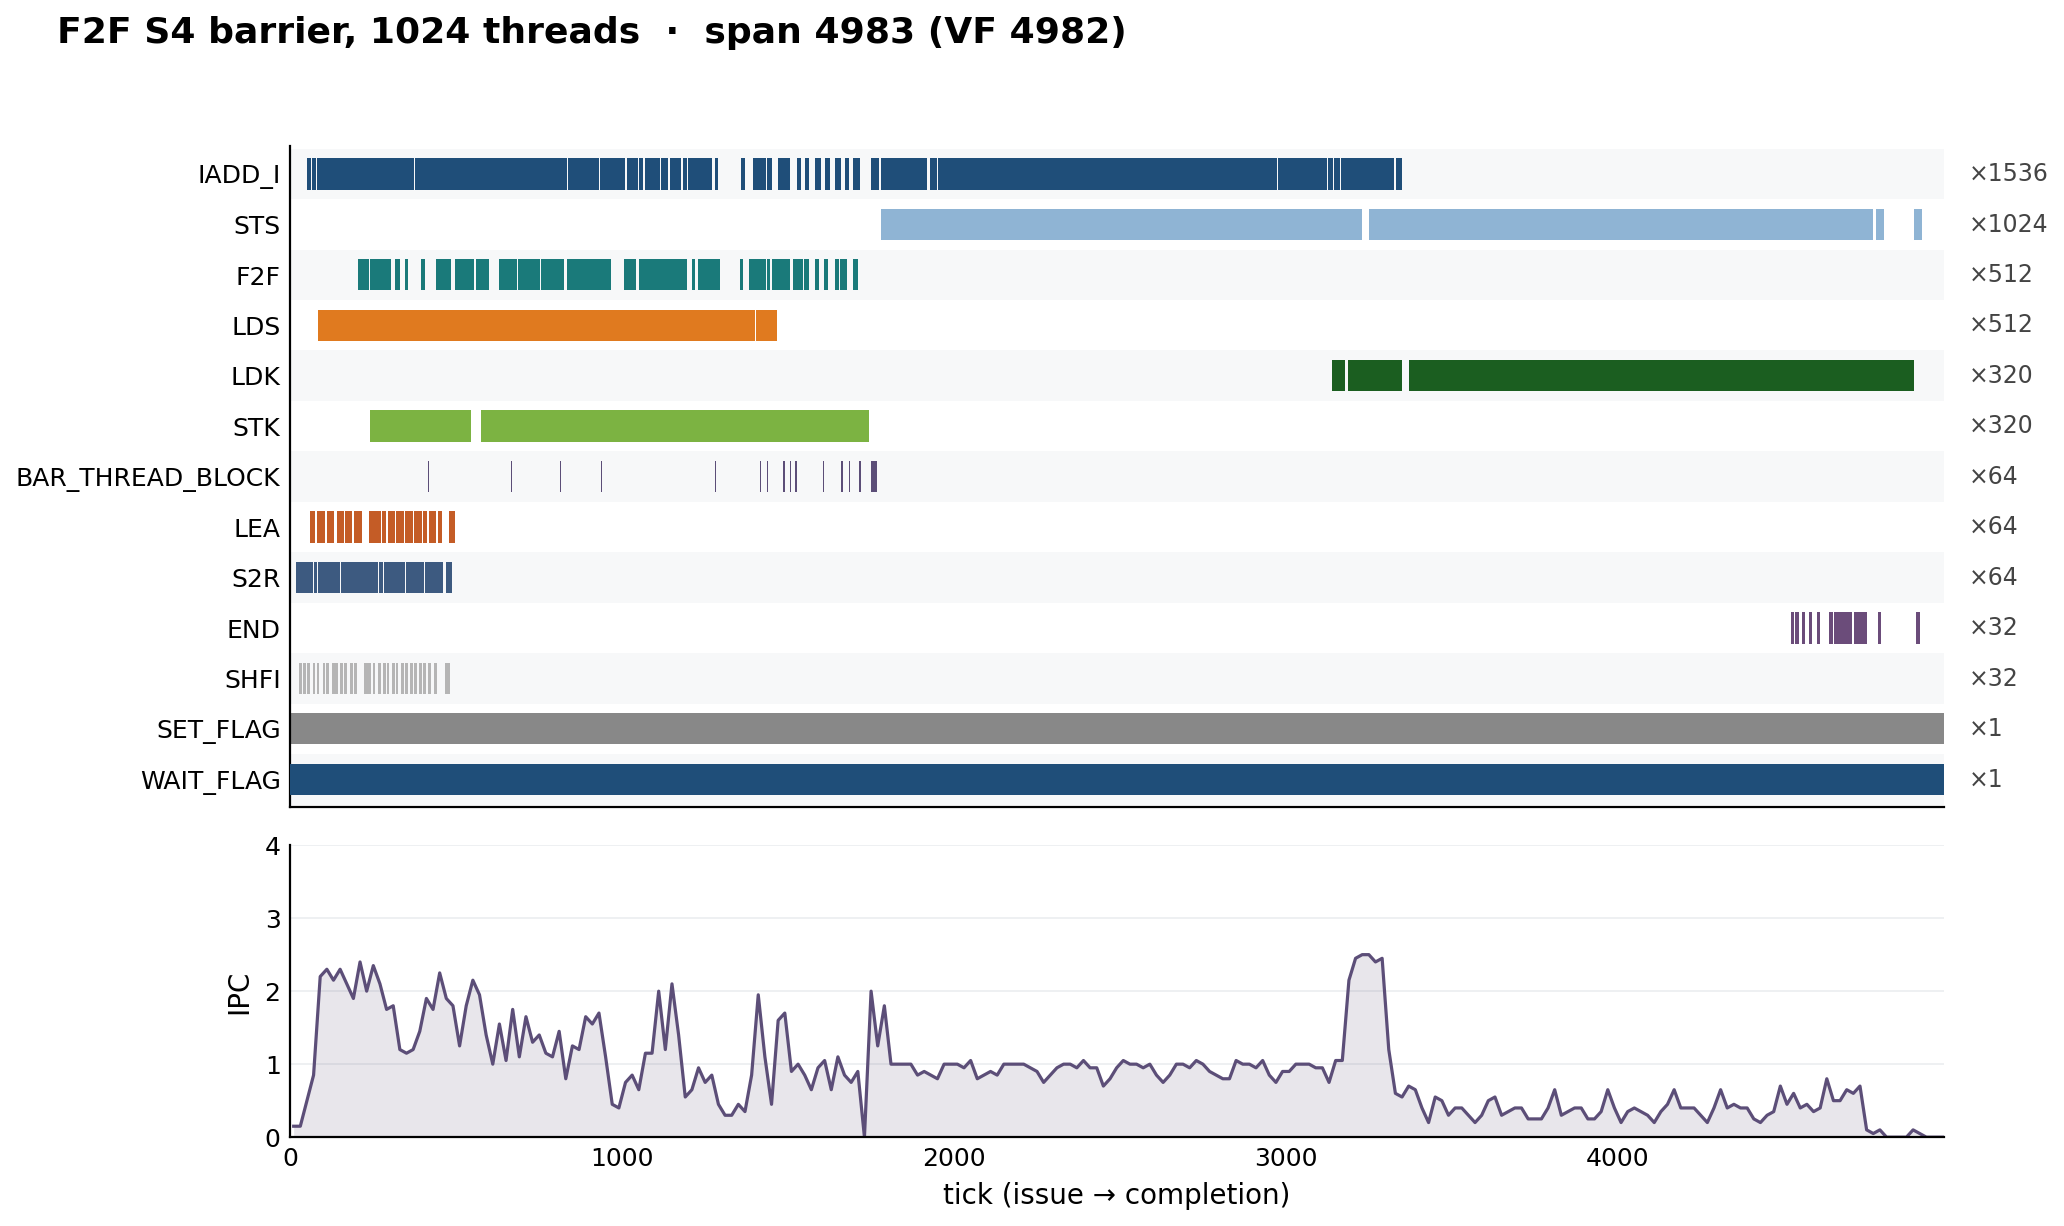 F2F S4 barrier, 1024 threads · span 4983 (VF 4982)
IADD_I ×1536
STS ×1024
F2F ×512
LDS ×512
LDK ×320
STK ×320
BAR_THREAD_BLOCK ×64
LEA ×64
S2R ×64
END ×32
SHFI ×32
SET_FLAG ×1
WAIT_FLAG ×1
4
3
2
1
0
IPC
0 1000 2000 3000 4000
tick (issue → completion)